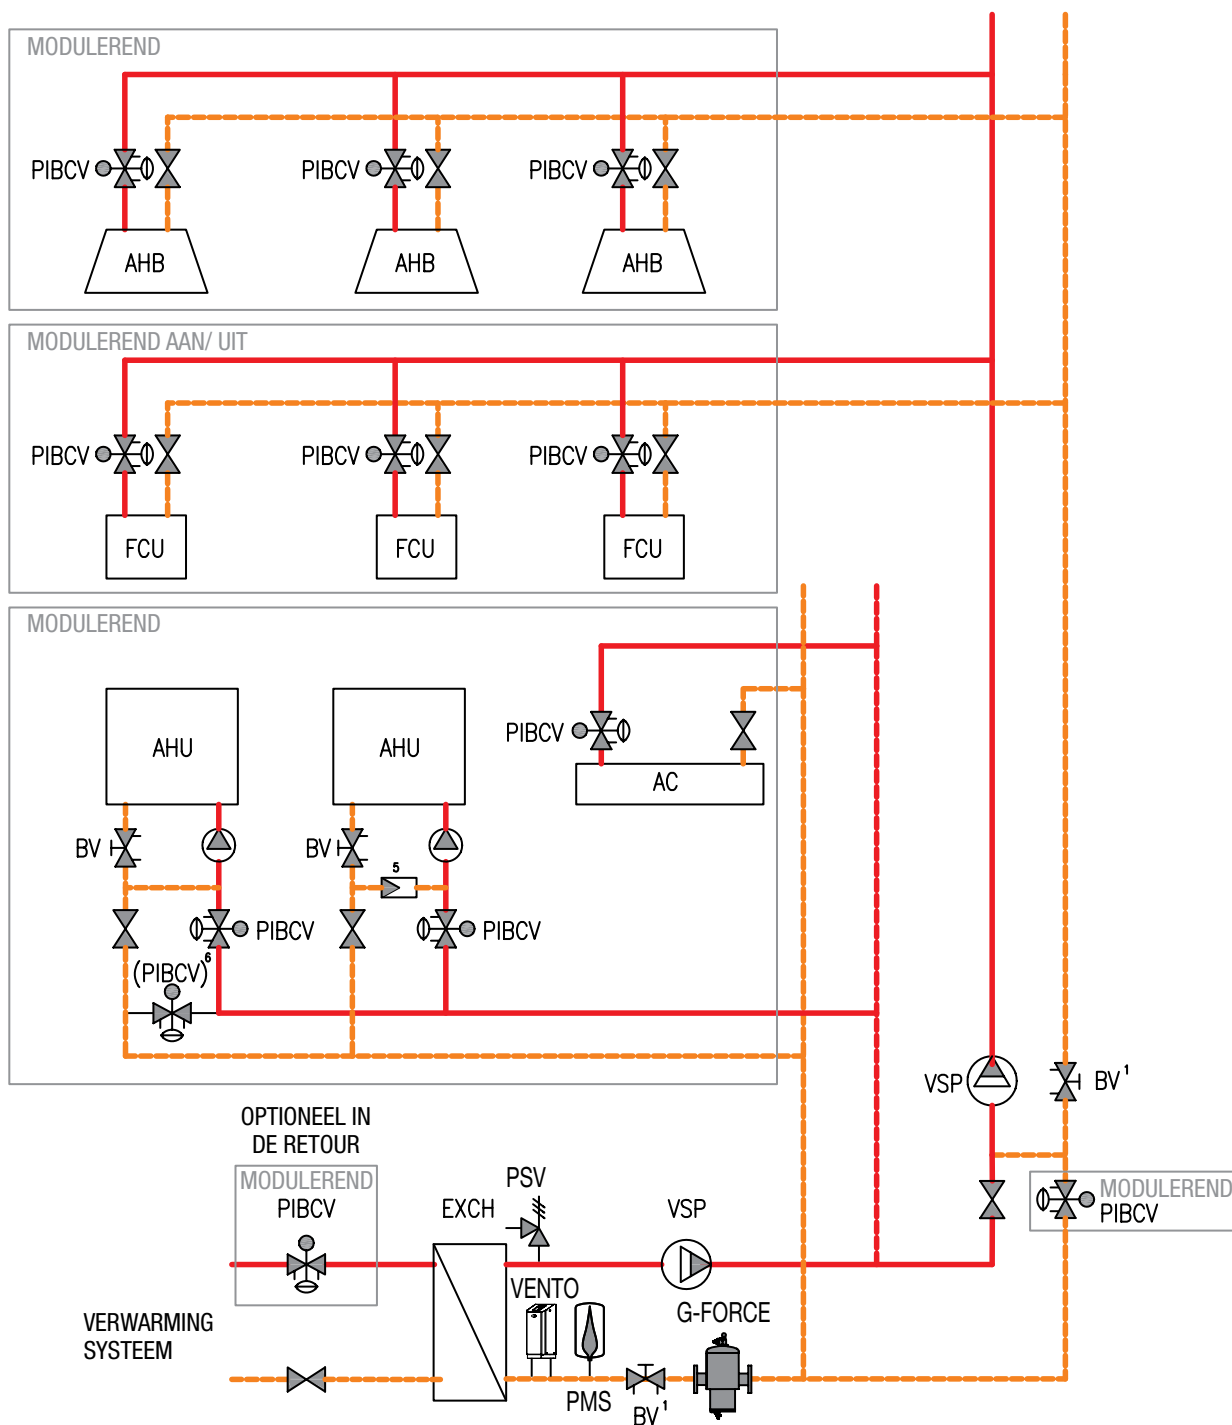 MODULEREND
PIBCV
PIBCV
PIBCV
AHB
AHB
AHB
MODULEREND AAN/ UIT
PIBCV
PIBCV
PIBCV
FCU
FCU
FCU
MODULEREND
AHU
AHU
PIBCV
AC
BV
BV
5
PIBCV
PIBCV
(PIBCV)⁶
VSP
BV¹
OPTIONEEL IN
DE RETOUR
MODULEREND
PIBCV
PSV
EXCH
VSP
MODULEREND
PIBCV
VENTO
G-FORCE
VERWARMING
SYSTEEM
PMS
BV¹